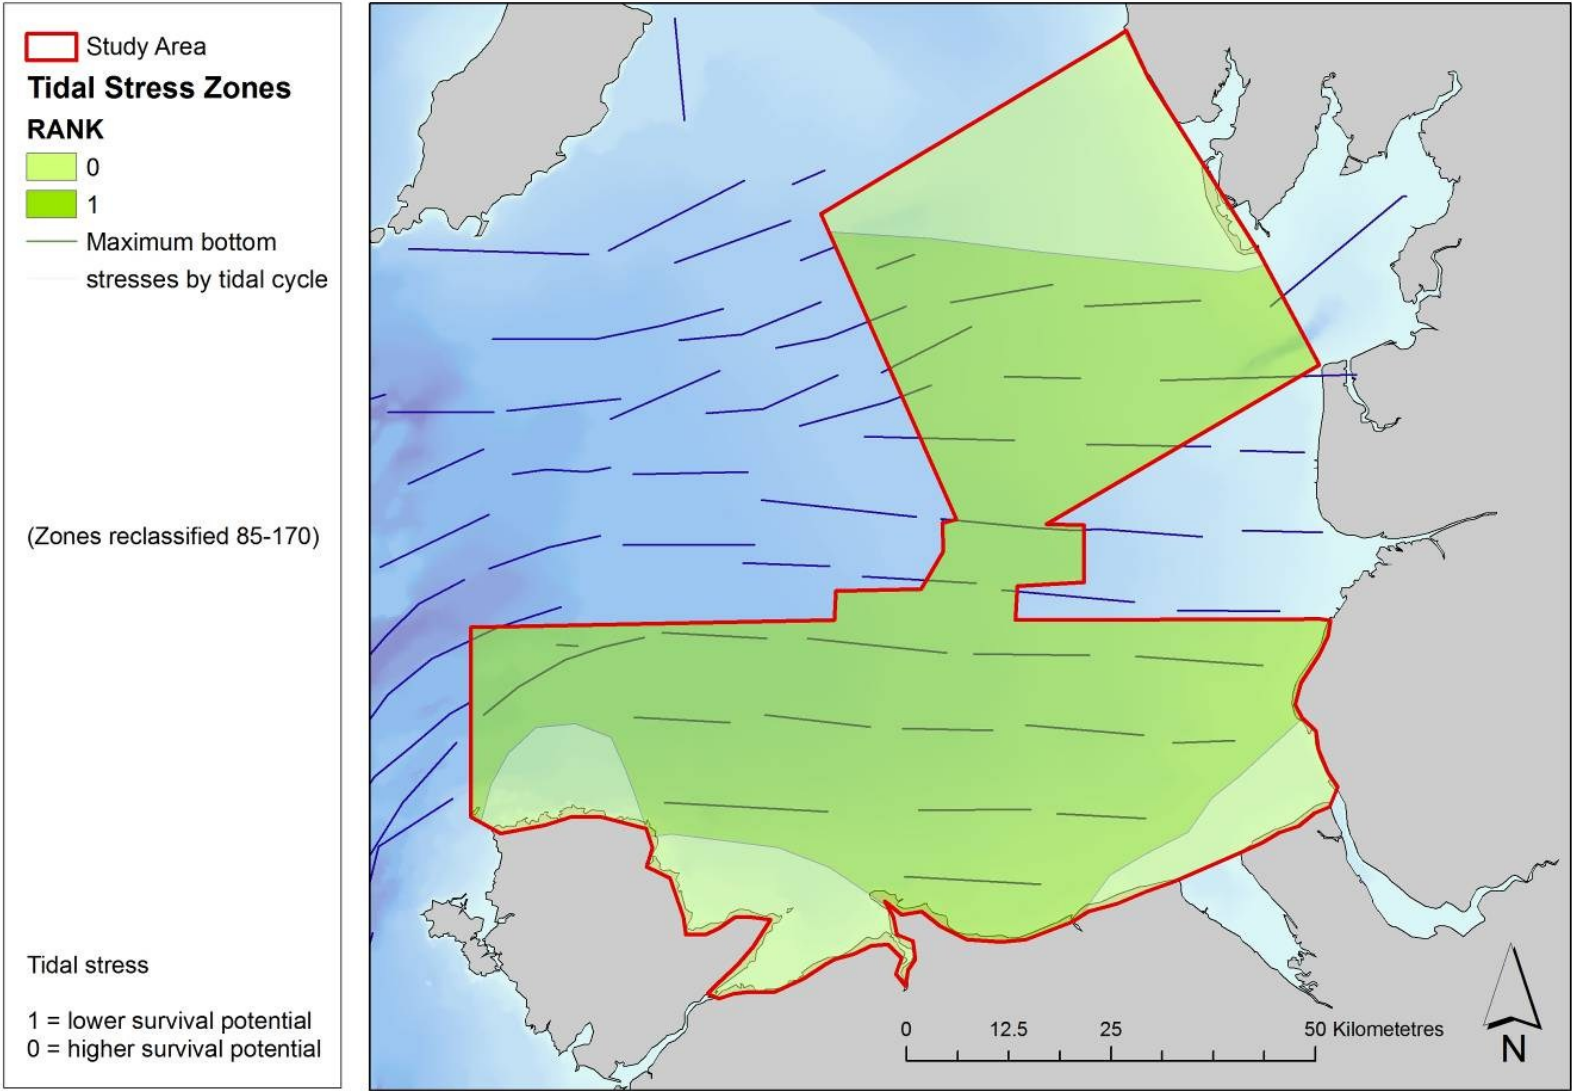 Study Area
Tidal Stress Zones
RANK
0
1
Maximum bottom
stresses by tidal cycle
(Zones reclassified 85-170)
Tidal stress
1 = lower survival potential
0 = higher survival potential
0 12.5 25 50 Kilometetres
N